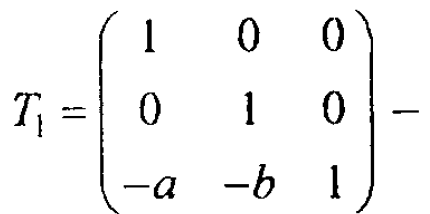 T₁ = ( 1 0 0
0 1 0
-a -b 1 ) −